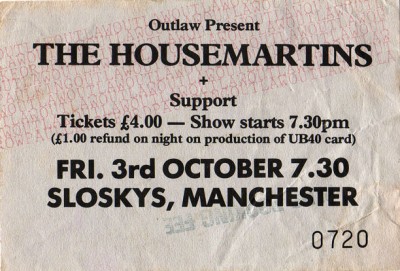 Outlaw Present
THE HOUSEMARTINS
+
Support
Tickets £4.00 — Show starts 7.30pm
(£1.00 refund on night on production of UB40 card)
FRI. 3rd OCTOBER 7.30
SLOSKYS, MANCHESTER
0720